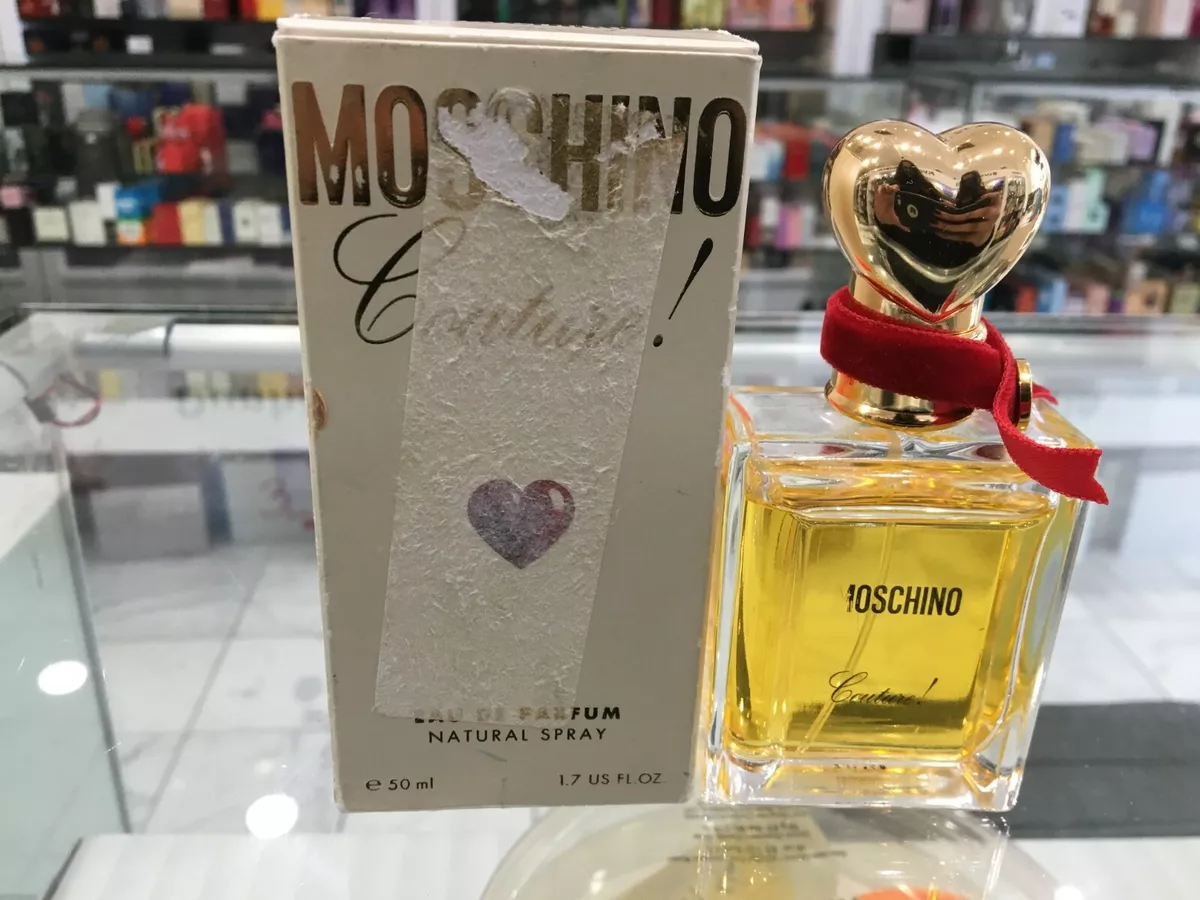 MOSCHINO
Couture!
EAU DE PARFUM
NATURAL SPRAY
e 50 ml
1.7 US FL.OZ.
MOSCHINO
Couture!